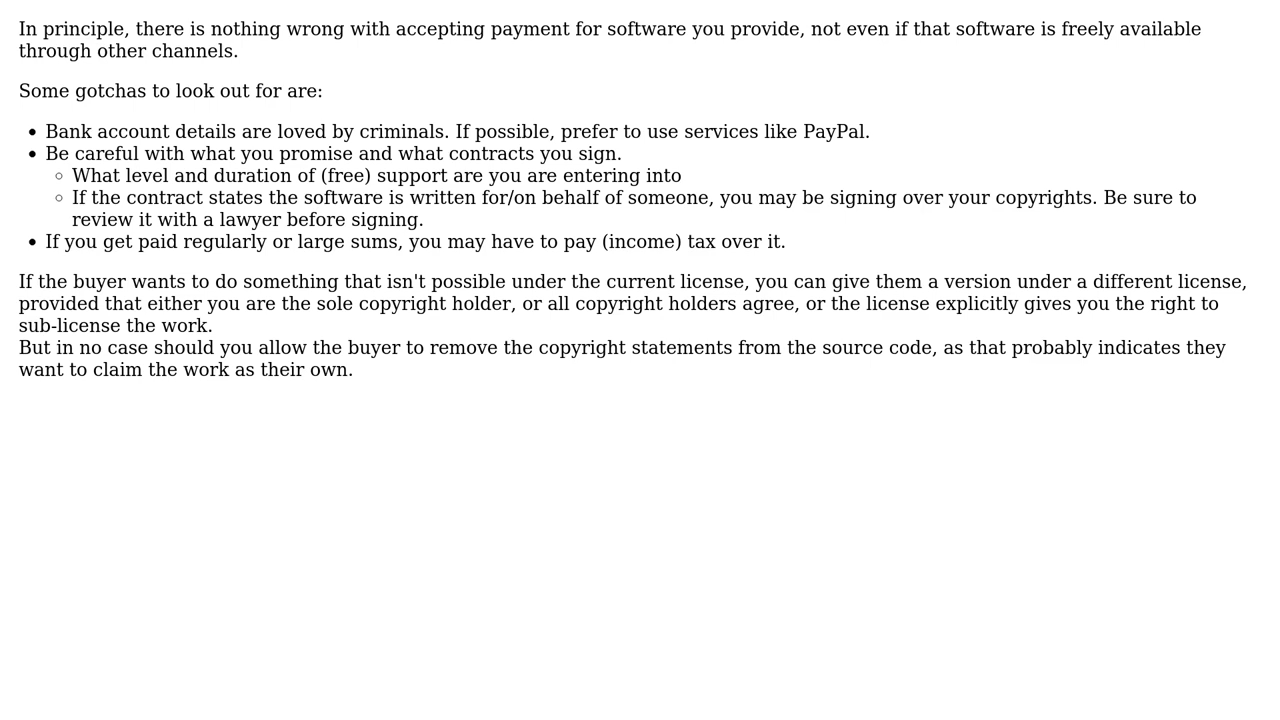 In principle, there is nothing wrong with accepting payment for software you provide, not even if that software is freely available
through other channels.
Some gotchas to look out for are:
• Bank account details are loved by criminals. If possible, prefer to use services like PayPal.
• Be careful with what you promise and what contracts you sign.
◦ What level and duration of (free) support are you are entering into
◦ If the contract states the software is written for/on behalf of someone, you may be signing over your copyrights. Be sure to
review it with a lawyer before signing.
• If you get paid regularly or large sums, you may have to pay (income) tax over it.
If the buyer wants to do something that isn't possible under the current license, you can give them a version under a different license,
provided that either you are the sole copyright holder, or all copyright holders agree, or the license explicitly gives you the right to
sub-license the work.
But in no case should you allow the buyer to remove the copyright statements from the source code, as that probably indicates they
want to claim the work as their own.